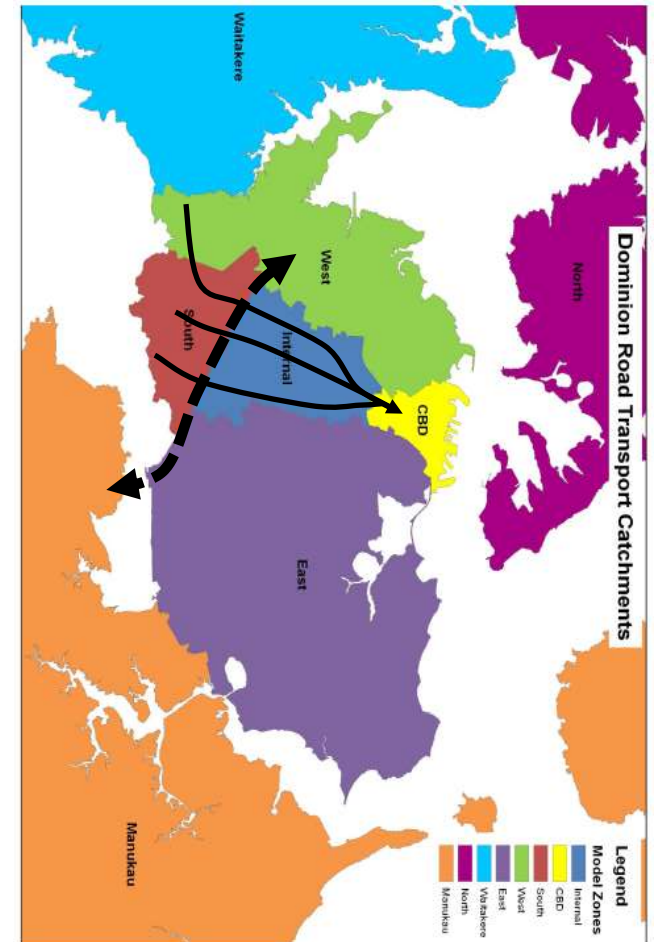 Dominion Road Transport Catchments
North
Waitakere
West
CBD
Internal
South
East
Manukau
Legend
Model Zones
Internal
CBD
South
West
East
Waitakere
North
Manukau